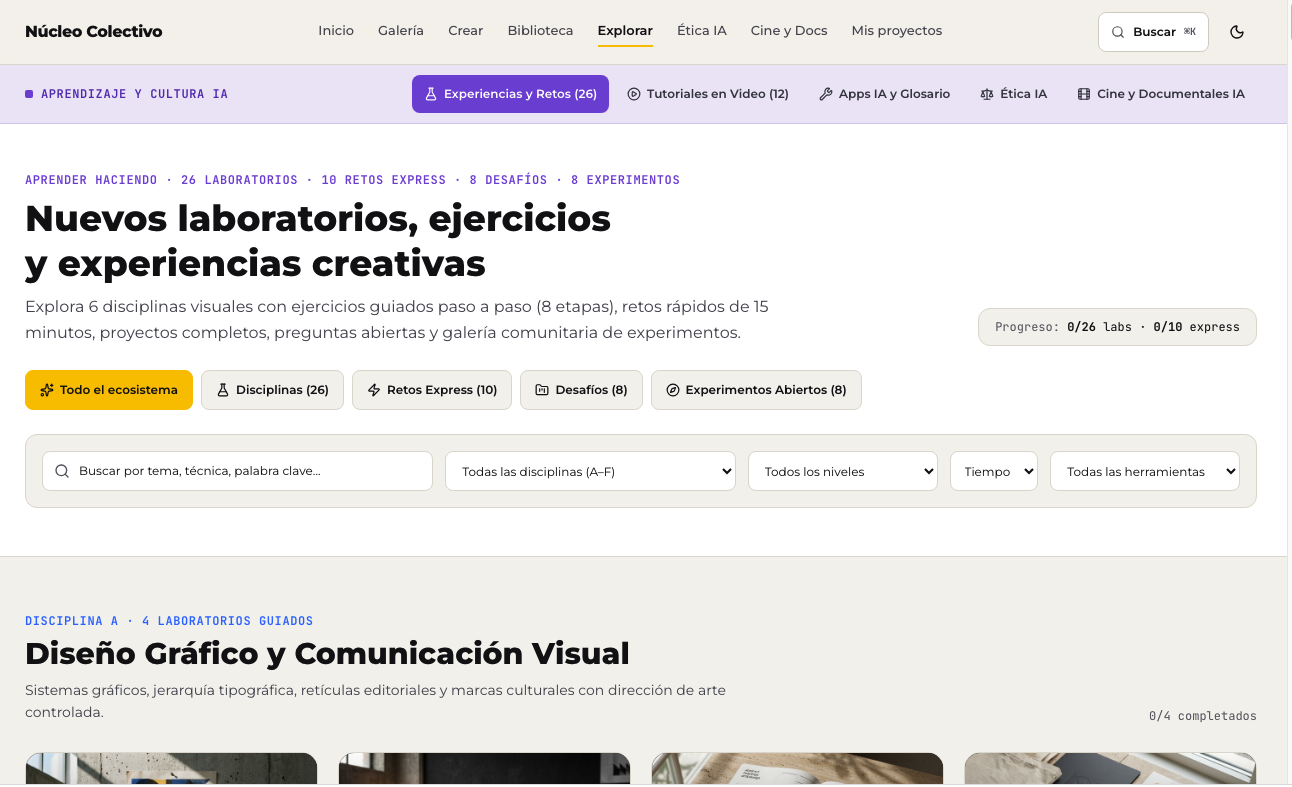 Núcleo Colectivo
Inicio Galería Crear Biblioteca Explorar Ética IA Cine y Docs Mis proyectos
Buscar ⌘K
APRENDIZAJE Y CULTURA IA
Experiencias y Retos (26) Tutoriales en Video (12) Apps IA y Glosario Ética IA Cine y Documentales IA
APRENDER HACIENDO · 26 LABORATORIOS · 10 RETOS EXPRESS · 8 DESAFÍOS · 8 EXPERIMENTOS
Nuevos laboratorios, ejercicios
y experiencias creativas
Explora 6 disciplinas visuales con ejercicios guiados paso a paso (8 etapas), retos rápidos de 15
minutos, proyectos completos, preguntas abiertas y galería comunitaria de experimentos.
Progreso: 0/26 labs · 0/10 express
Todo el ecosistema Disciplinas (26) Retos Express (10) Desafíos (8) Experimentos Abiertos (8)
Buscar por tema, técnica, palabra clave... Todas las disciplinas (A–F) Todos los niveles Tiempo Todas las herramientas
DISCIPLINA A · 4 LABORATORIOS GUIADOS
Diseño Gráfico y Comunicación Visual
Sistemas gráficos, jerarquía tipográfica, retículas editoriales y marcas culturales con dirección de arte
controlada.
0/4 completados